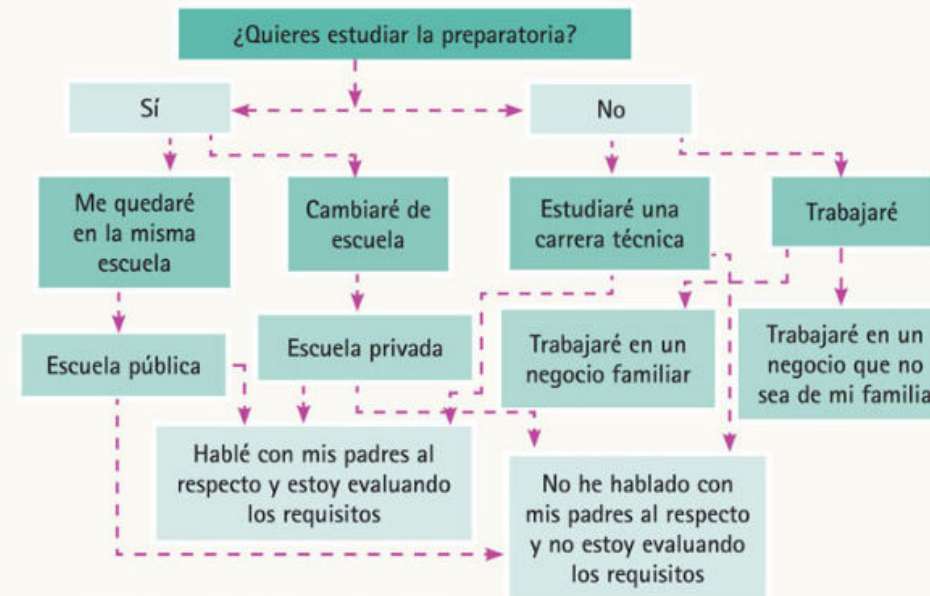 ¿Quieres estudiar la preparatoria?
Sí
No
Me quedaré
en la misma
escuela
Cambiaré de
escuela
Estudiaré una
carrera técnica
Trabajaré
Escuela pública
Escuela privada
Trabajaré en un
negocio familiar
Trabajaré en un
negocio que no
sea de mi familia
Hablé con mis padres al
respecto y estoy evaluando
los requisitos
No he hablado con
mis padres al respecto
y no estoy evaluando
los requisitos